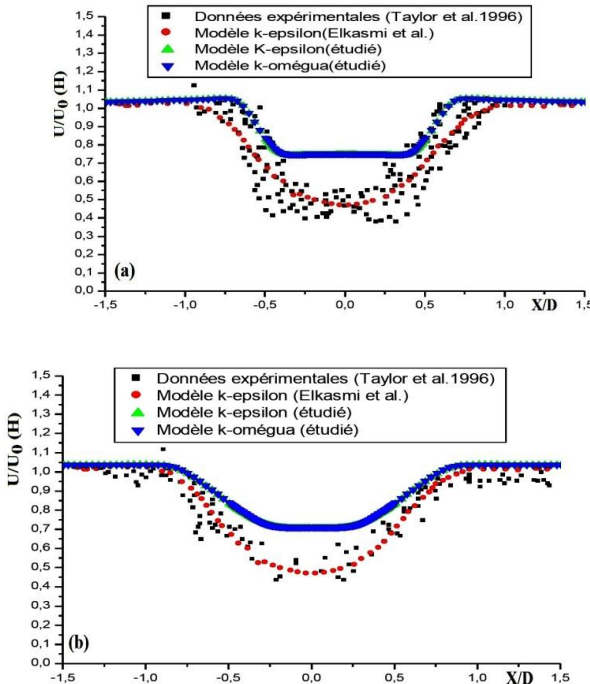 Données expérimentales (Taylor et al.1996)
Modèle k-epsilon(Elkasmi et al.)
Modèle K-epsilon(étudié)
Modèle k-omégua(étudié)
U/U0 (H)
1,5
1,4
1,3
1,2
1,1
1,0
0,9
0,8
0,7
0,6
0,5
0,4
0,3
0,2
0,1
0,0
(a)
-1,5 -1,0 -0,5 0,0 0,5 1,0 1,5
X/D
Données expérimentales (Taylor et al.1996)
Modèle k-epsilon (Elkasmi et al.)
Modèle k-epsilon (étudié)
Modèle k-omégua (étudié)
U/U0 (H)
1,5
1,4
1,3
1,2
1,1
1,0
0,9
0,8
0,7
0,6
0,5
0,4
0,3
0,2
0,1
0,0
(b)
-1,5 -1,0 -0,5 0,0 0,5 1,0 1,5
X/D